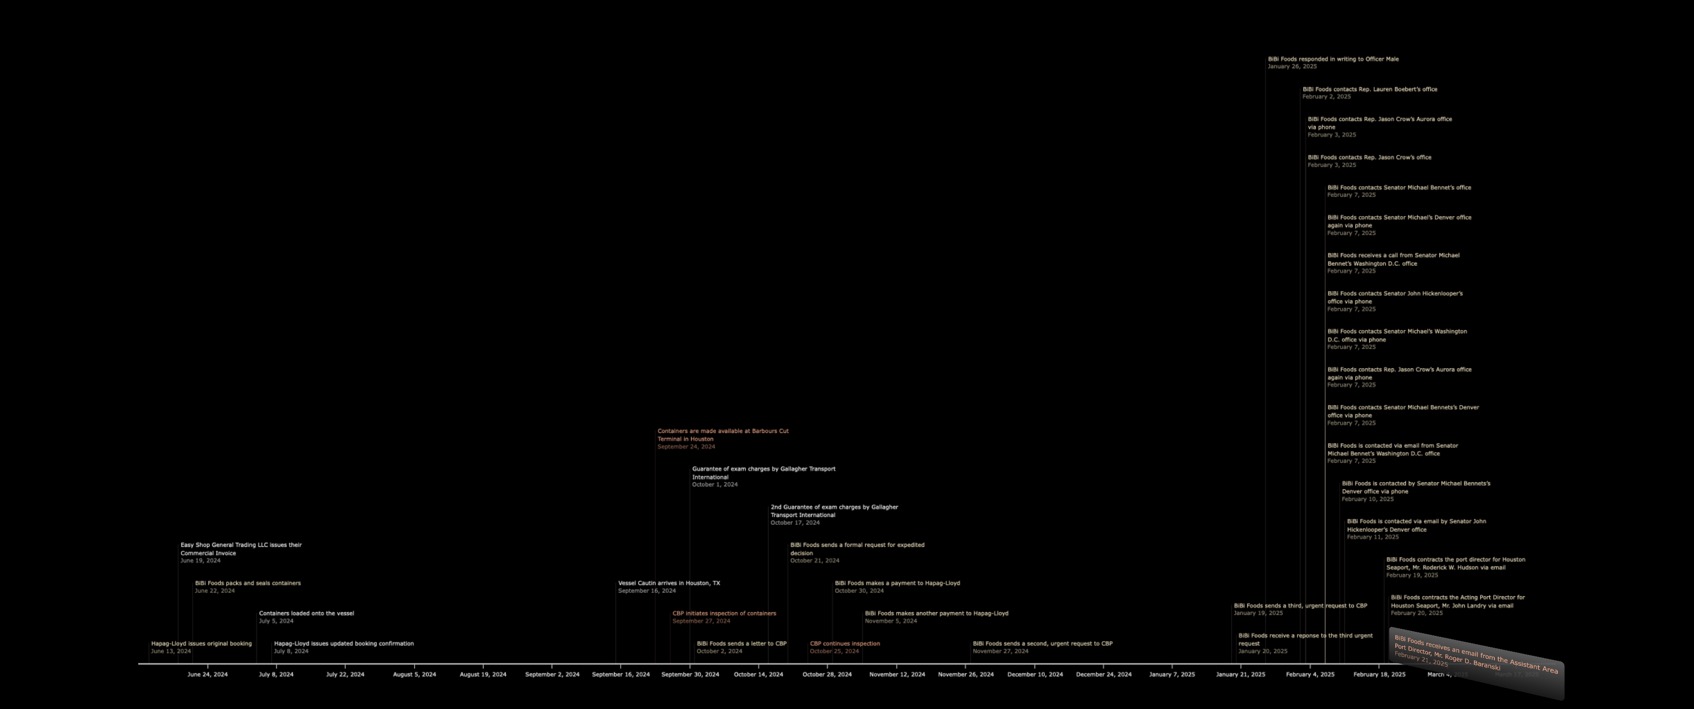 BiBi Foods responded in writing to Officer Male
January 26, 2025
BiBi Foods contacts Rep. Lauren Boebert's office
February 2, 2025
BiBi Foods contacts Rep. Jason Crow's Aurora office
via phone
February 3, 2025
BiBi Foods contacts Rep. Jason Crow's office
February 3, 2025
BiBi Foods contacts Senator Michael Bennet's office
February 7, 2025
BiBi Foods contacts Senator Michael's Denver office
again via phone
February 7, 2025
BiBi Foods receives a call from Senator Michael
Bennet's Washington D.C. office
February 7, 2025
BiBi Foods contacts Senator John Hickenlooper's
office via phone
February 7, 2025
BiBi Foods contacts Senator Michael's Washington
D.C. office via phone
February 7, 2025
BiBi Foods contacts Rep. Jason Crow's Aurora office
again via phone
February 7, 2025
BiBi Foods contacts Senator Michael Bennets's Denver
office via phone
February 7, 2025
Containers are made available at Barbours Cut
Terminal in Houston
September 24, 2024
BiBi Foods is contacted via email from Senator
Michael Bennet's Washington D.C. office
February 7, 2025
Guarantee of exam charges by Gallagher Transport
International
October 1, 2024
BiBi Foods is contacted by Senator Michael Bennets's
Denver office via phone
February 10, 2025
2nd Guarantee of exam charges by Gallagher
Transport International
October 17, 2024
BiBi Foods is contacted via email by Senator John
Hickenlooper's Denver office
February 11, 2025
Easy Shop General Trading LLC issues their
Commercial Invoice
June 19, 2024
BiBi Foods sends a formal request for expedited
decision
October 21, 2024
BiBi Foods contracts the port director for Houston
Seaport, Mr. Roderick W. Hudson via email
February 19, 2025
BiBi Foods packs and seals containers
June 22, 2024
Vessel Cautin arrives in Houston, TX
September 16, 2024
BiBi Foods makes a payment to Hapag-Lloyd
October 30, 2024
BiBi Foods contracts the Acting Port Director for
Houston Seaport, Mr. John Landry via email
February 20, 2025
Containers loaded onto the vessel
July 5, 2024
CBP initiates inspection of containers
September 27, 2024
BiBi Foods makes another payment to Hapag-Lloyd
November 5, 2024
BiBi Foods sends a third, urgent request to CBP
January 19, 2025
Hapag-Lloyd issues original booking
June 13, 2024
Hapag-Lloyd issues updated booking confirmation
July 8, 2024
BiBi Foods sends a letter to CBP
October 2, 2024
CBP continues inspection
October 25, 2024
BiBi Foods sends a second, urgent request to CBP
November 27, 2024
BiBi Foods receive a reponse to the third urgent
request
January 20, 2025
BiBi Foods receives an email from the Assistant Area
Port Director, Mr. Roger D. Baranski
February 21, 2025
June 24, 2024 July 8, 2024 July 22, 2024 August 5, 2024 August 19, 2024 September 2, 2024 September 16, 2024 September 30, 2024 October 14, 2024 October 28, 2024 November 12, 2024 November 26, 2024 December 10, 2024 December 24, 2024 January 7, 2025 January 21, 2025 February 4, 2025 February 18, 2025 March 4,